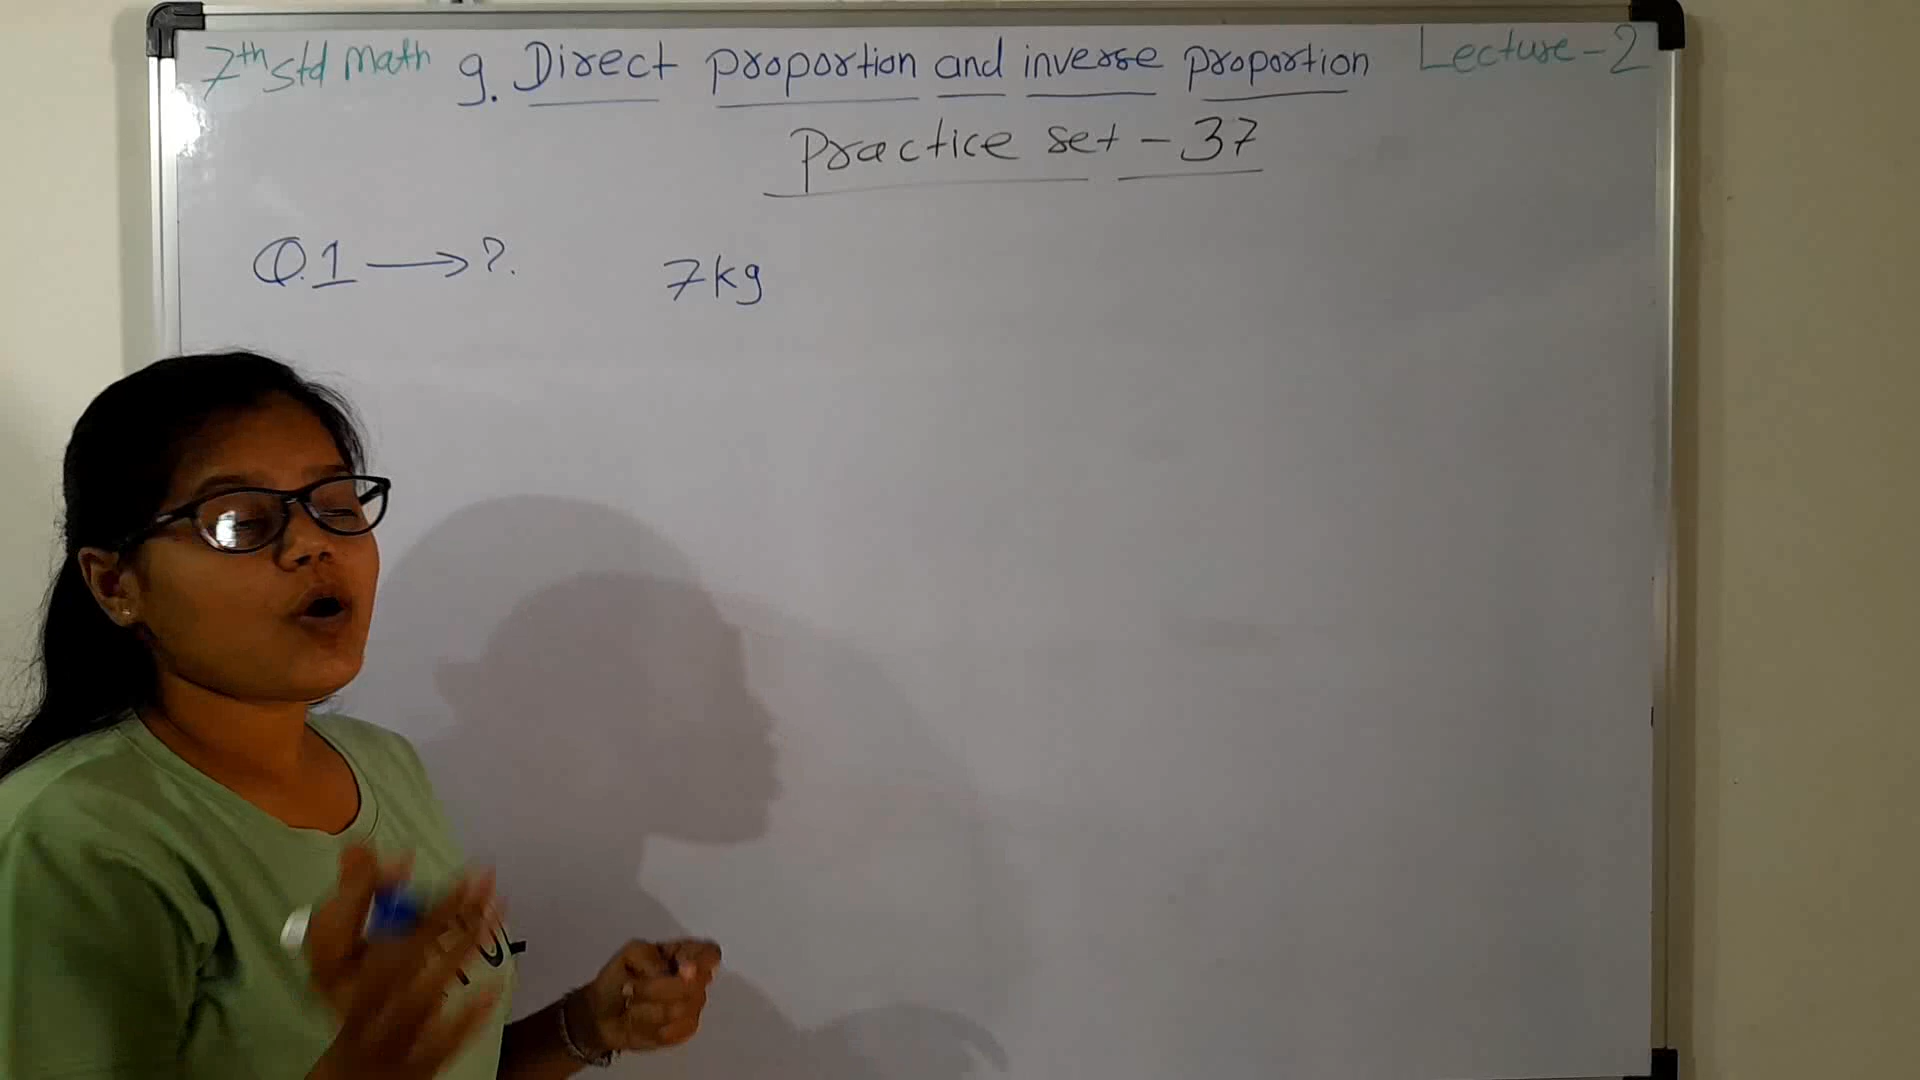 7th std Math 9. Direct proportion and inverse proportion Lecture-2
Practice set - 37
Q.1 → ?. 7kg